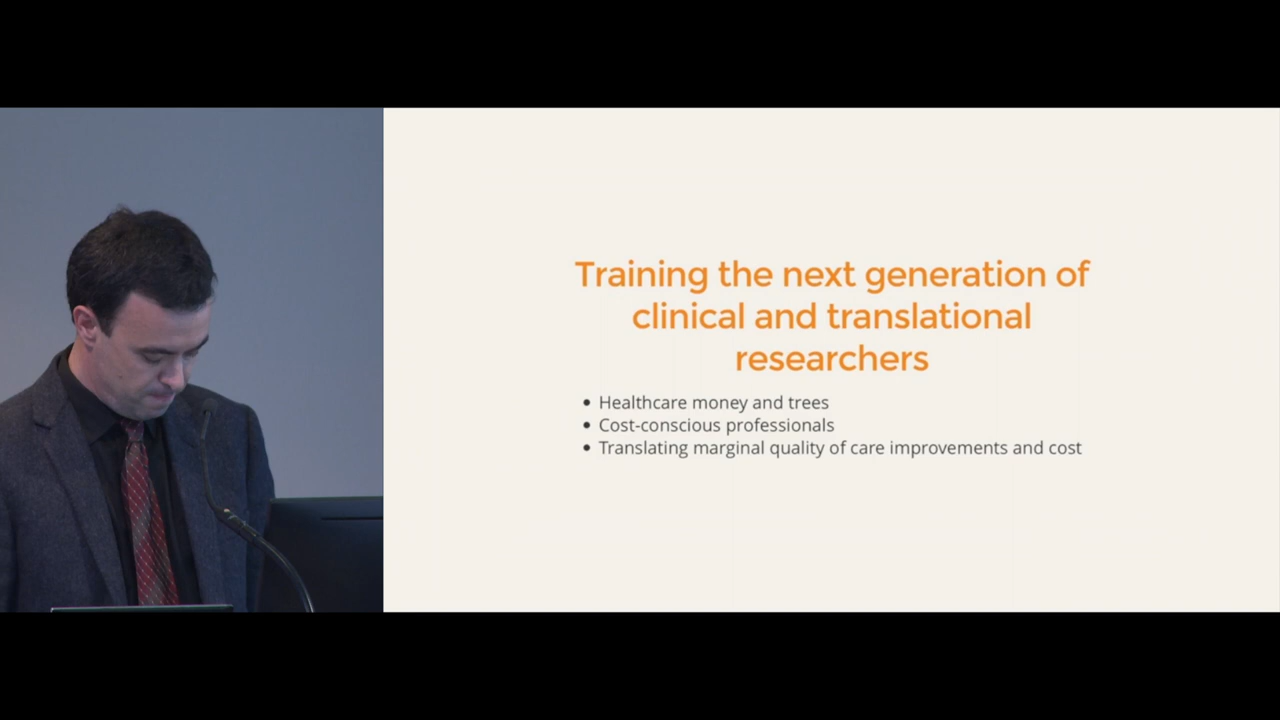 Training the next generation of
clinical and translational
researchers
• Healthcare money and trees
• Cost-conscious professionals
• Translating marginal quality of care improvements and cost